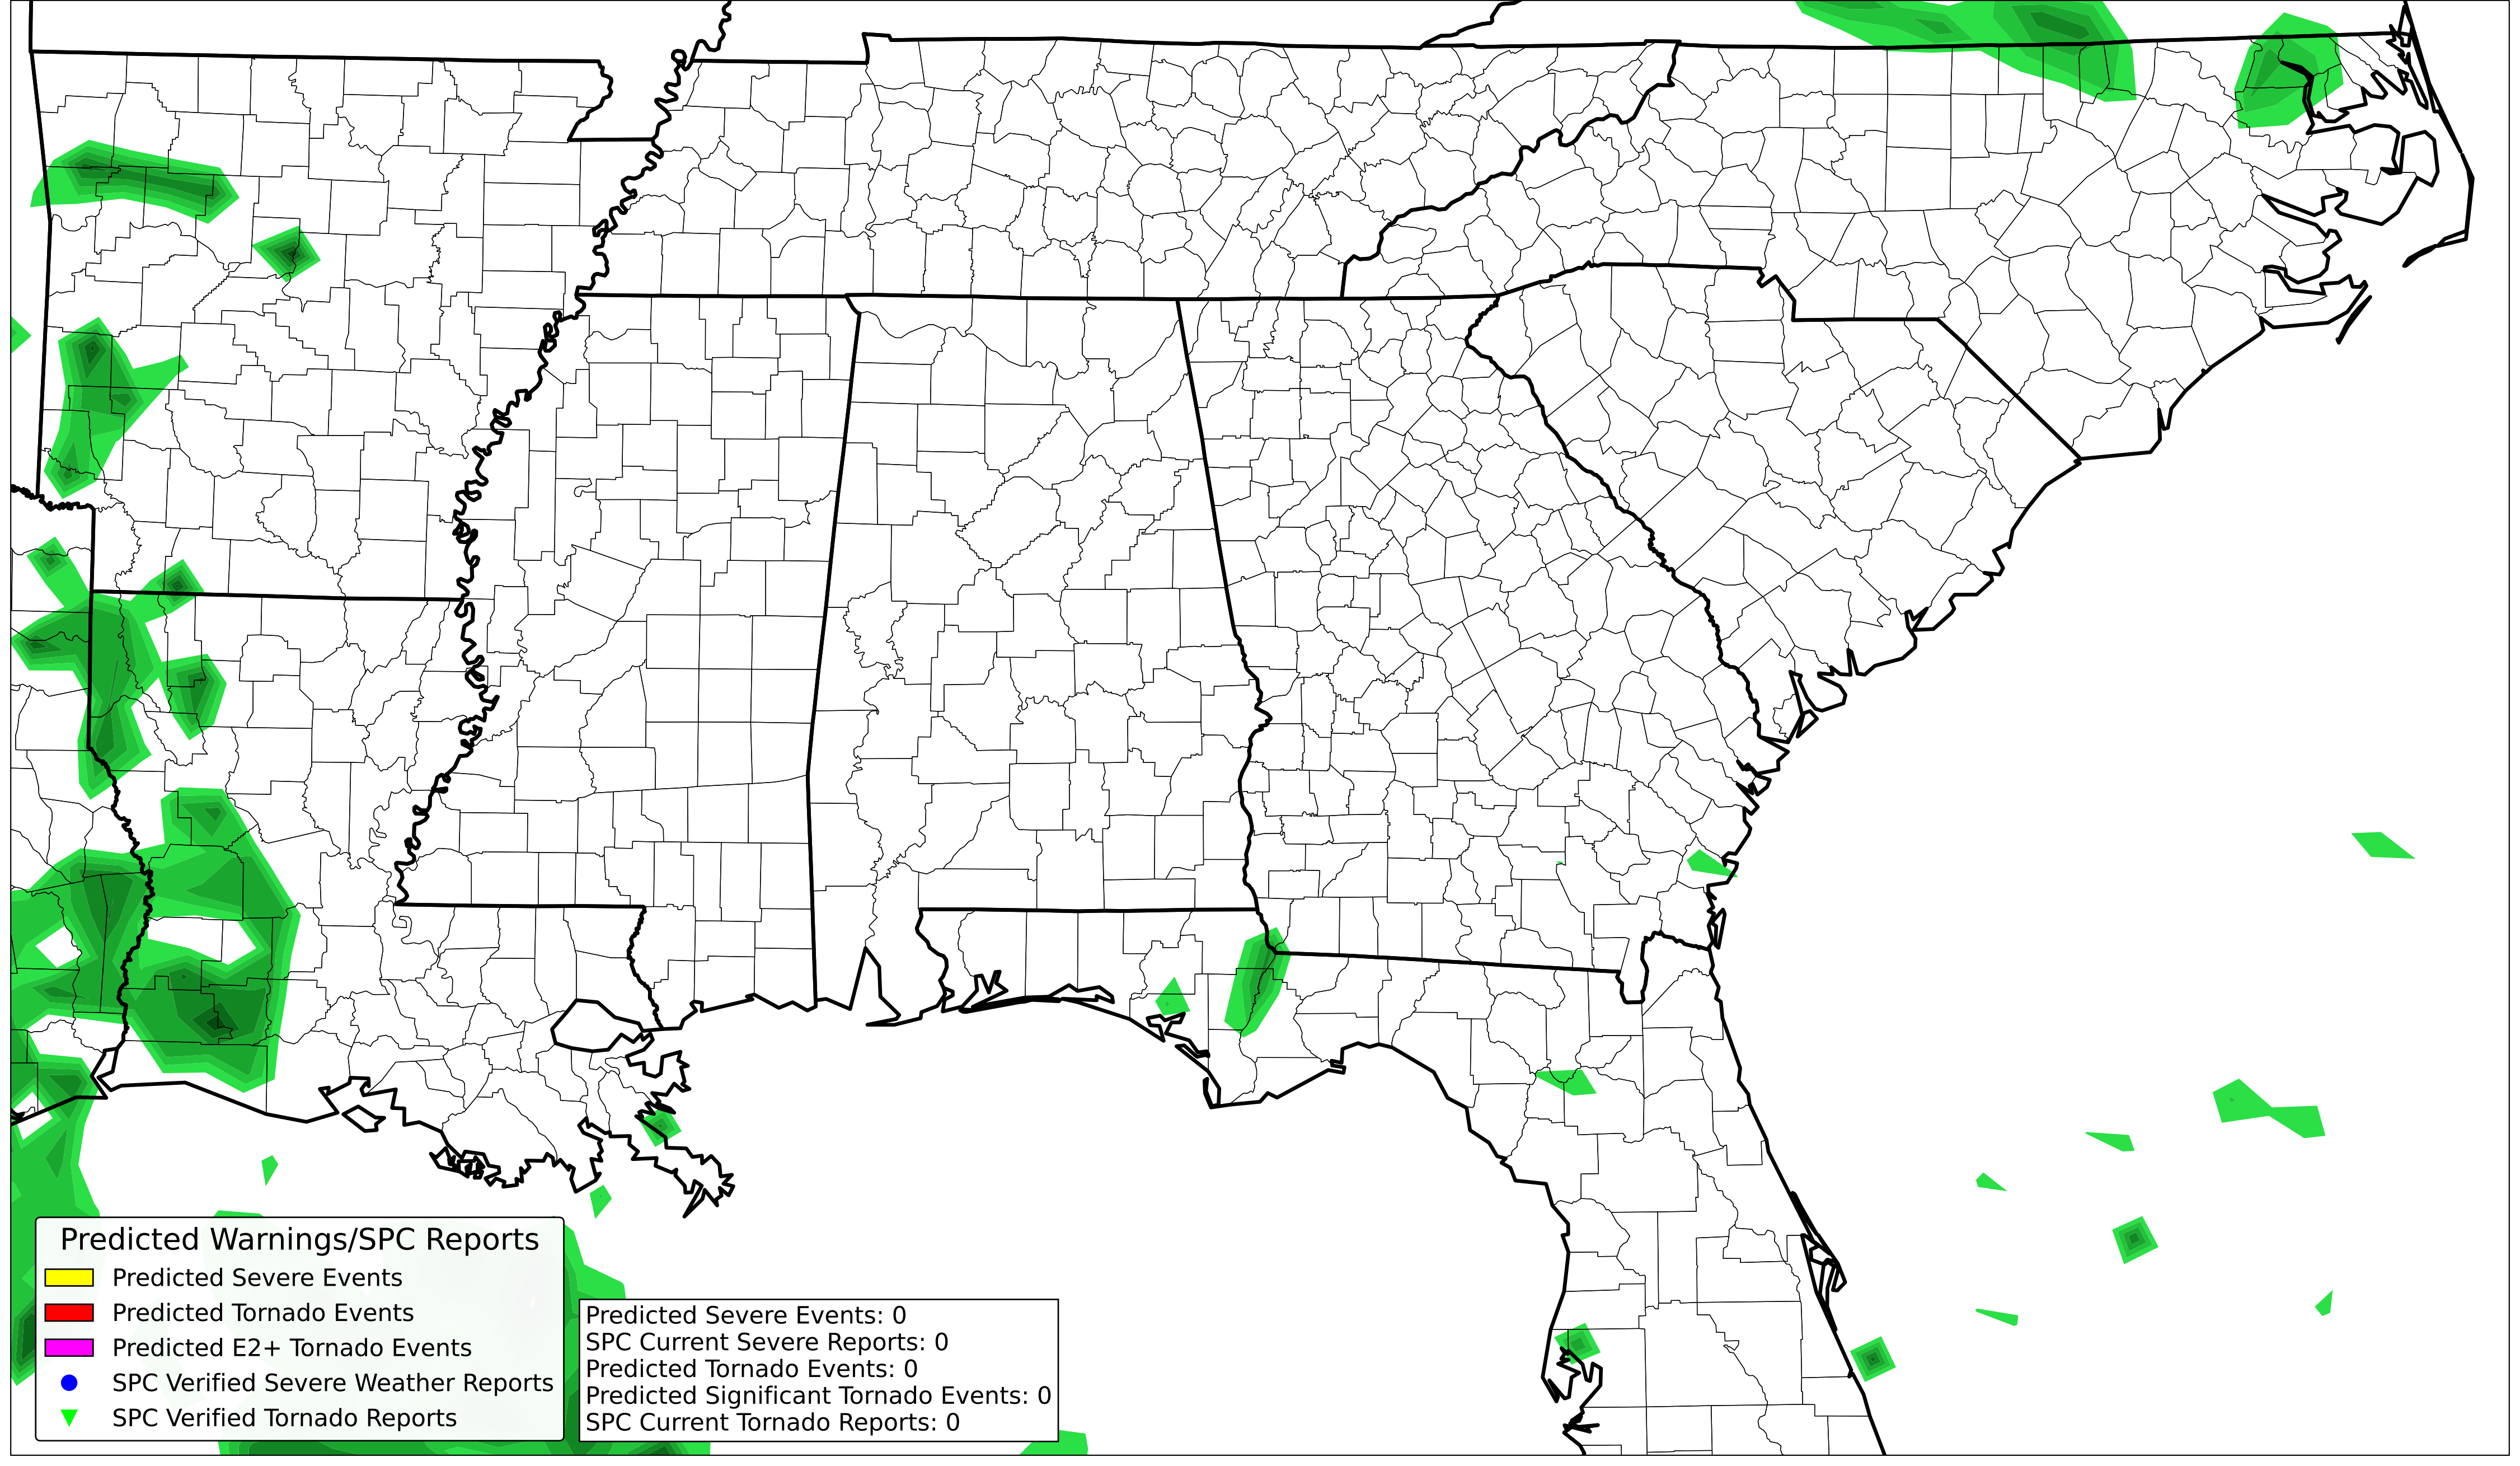 Predicted Warnings/SPC Reports
Predicted Severe Events
Predicted Tornado Events
Predicted E2+ Tornado Events
SPC Verified Severe Weather Reports
SPC Verified Tornado Reports
Predicted Severe Events: 0
SPC Current Severe Reports: 0
Predicted Tornado Events: 0
Predicted Significant Tornado Events: 0
SPC Current Tornado Reports: 0